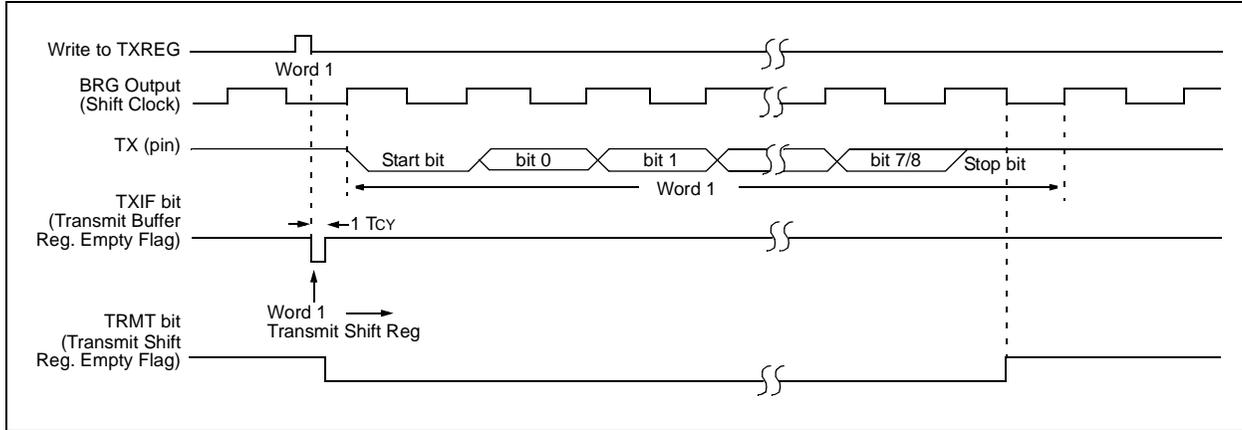 Write to TXREG
Word 1
BRG Output
(Shift Clock)
TX (pin)
Start bit
bit 0
bit 1
bit 7/8
Stop bit
Word 1
TXIF bit
(Transmit Buffer
Reg. Empty Flag)
1 TCY
Word 1
Transmit Shift Reg
TRMT bit
(Transmit Shift
Reg. Empty Flag)